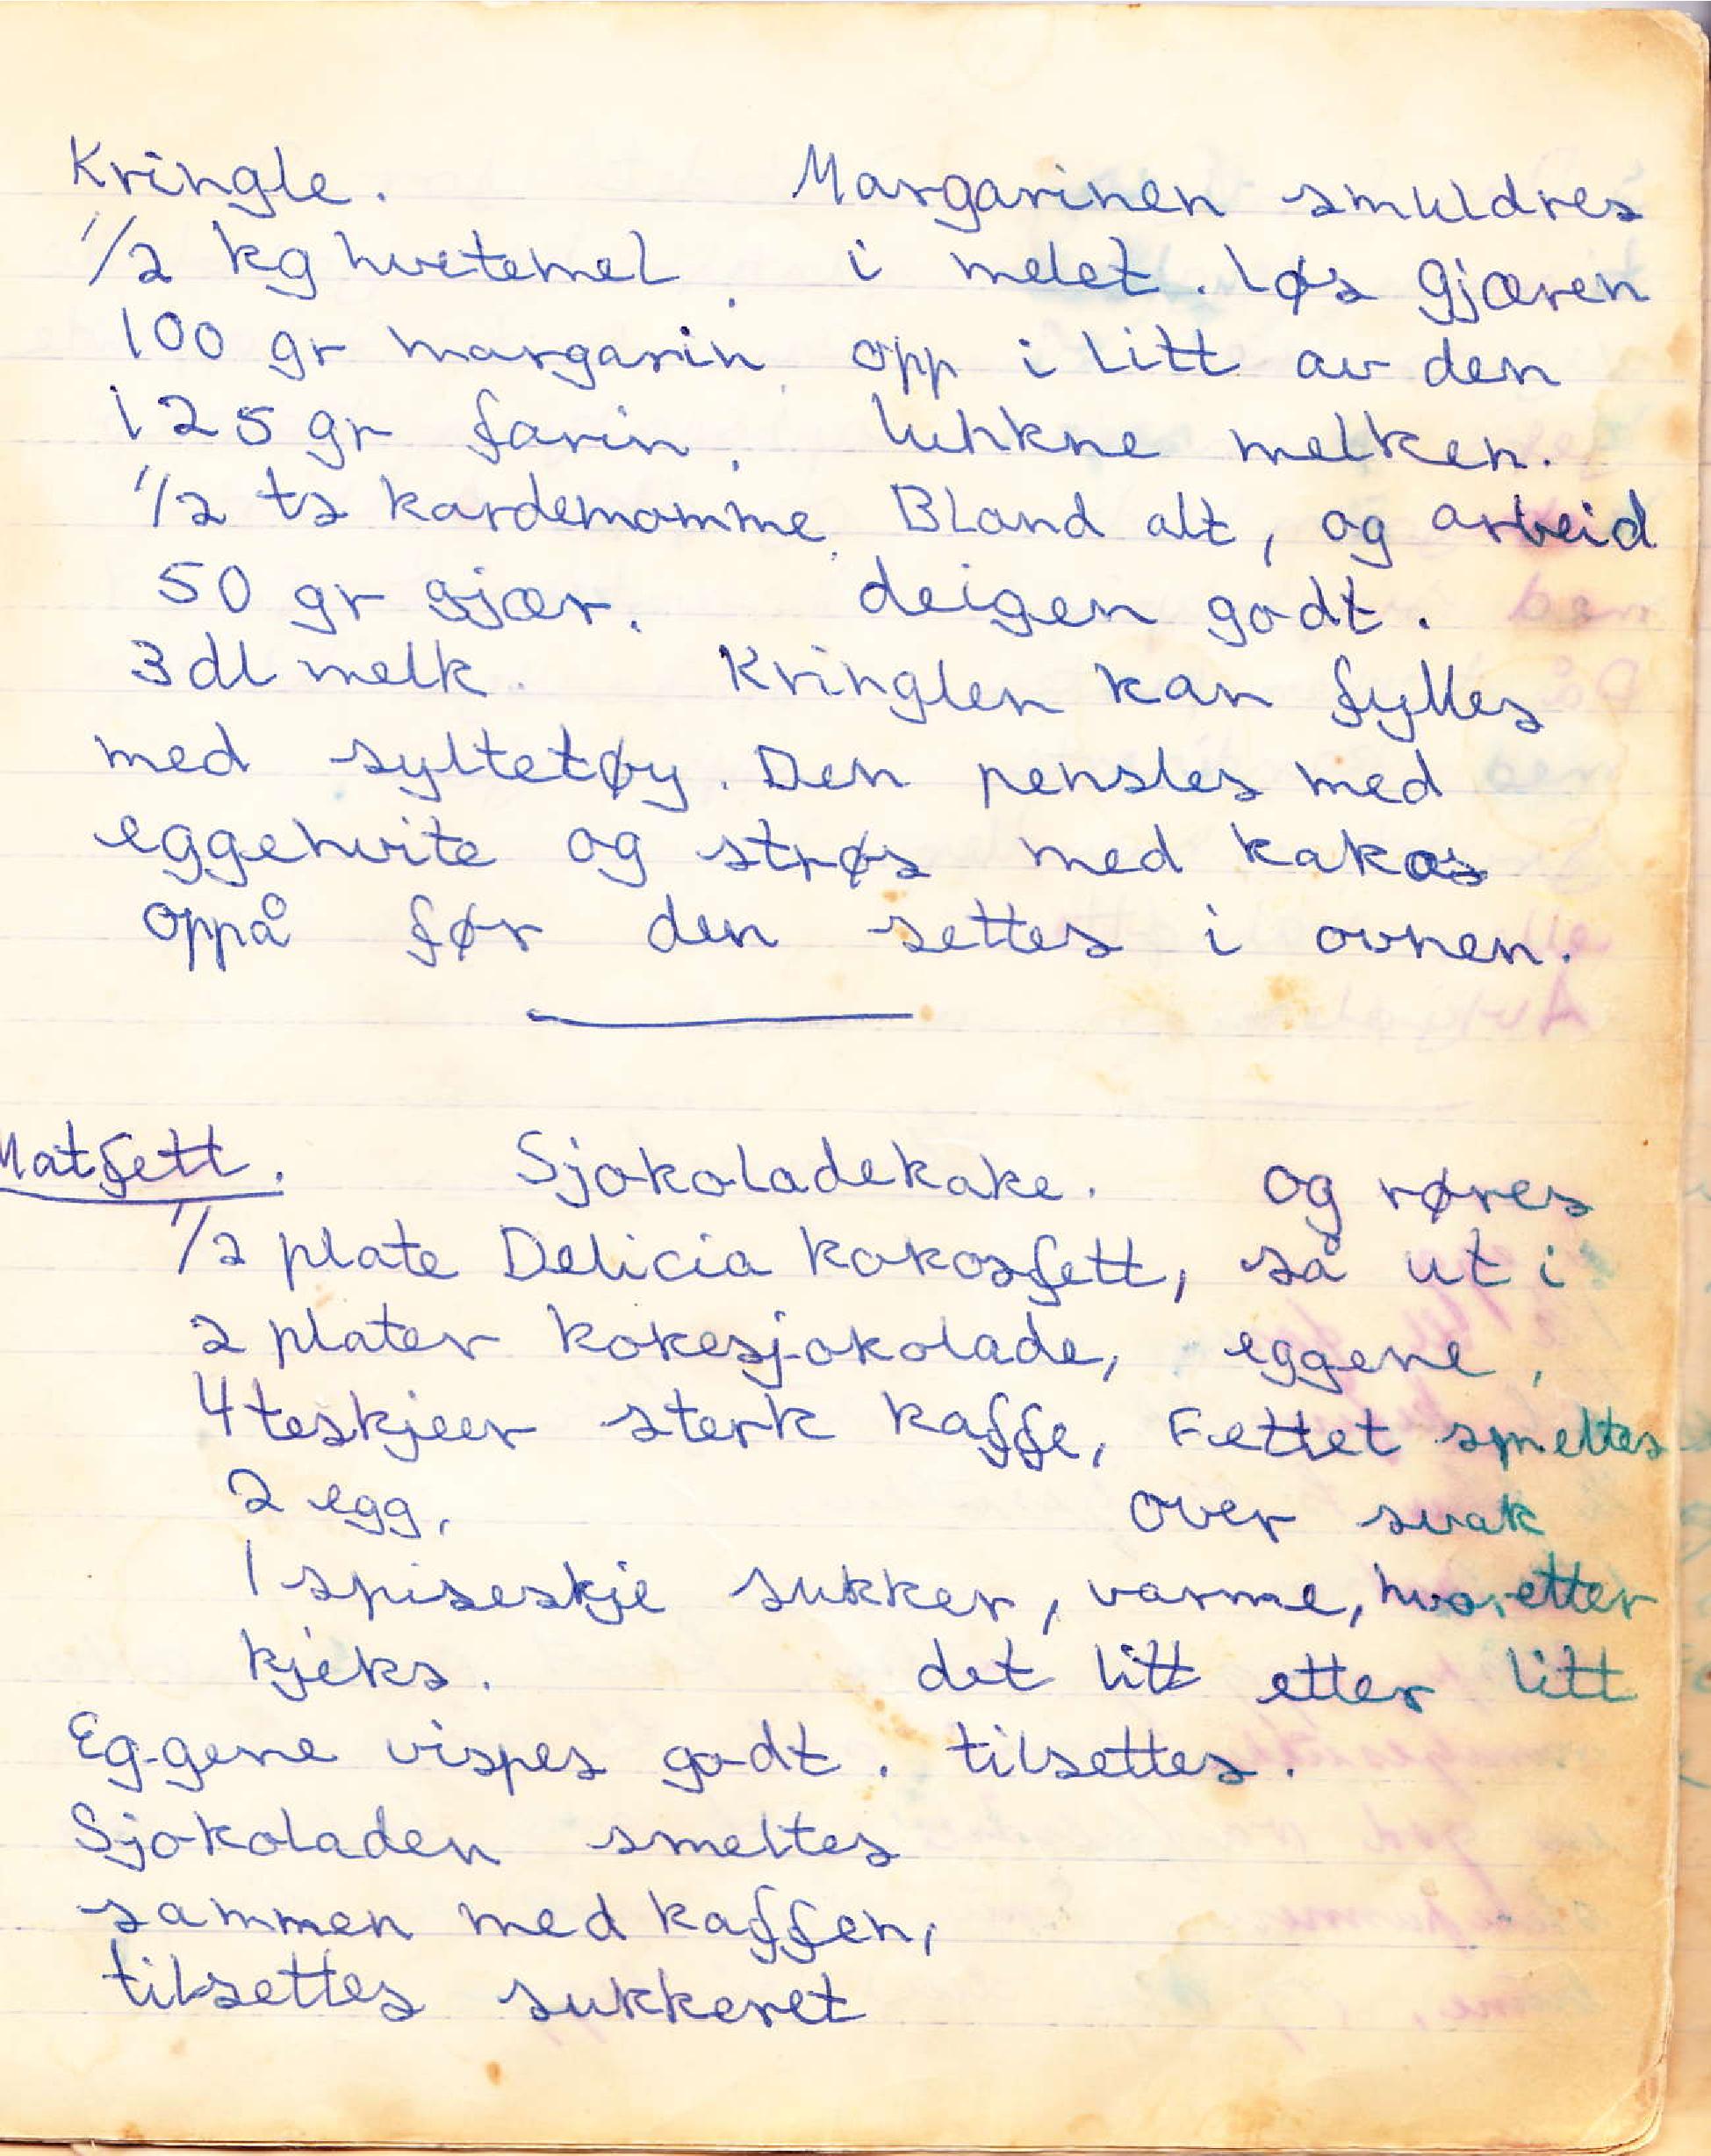 Kringle.
1/2 kg hvetemel.
100 gr margarin.
125 gr farin.
1/2 ts kardemomme.
50 gr gjær.
3 dl melk.
Margarinen smuldres
i melet. Løs gjæren
opp i litt av den
lunkne melken.
Bland alt, og arbeid
deigen godt.
Kringlen kan fylles
med syltetøy. Den pensles med
eggehvite og strøs med kakas
oppå før den settes i ovnen.
Matfett.
Sjokoladekake.
1/2 plate Delicia kokosfett,
2 plater kokesjokolade,
4 teskjeer sterk kaffe,
2 egg,
1 spiseskje sukker,
kjeks.
Eggene vispes godt.
Sjokoladen smeltes
sammen med kaffen,
tilsettes sukkeret
og røres
så ut i
eggene,
Fettet smeltes
over svak
varme, hvoretter
det litt etter litt
tilsettes.